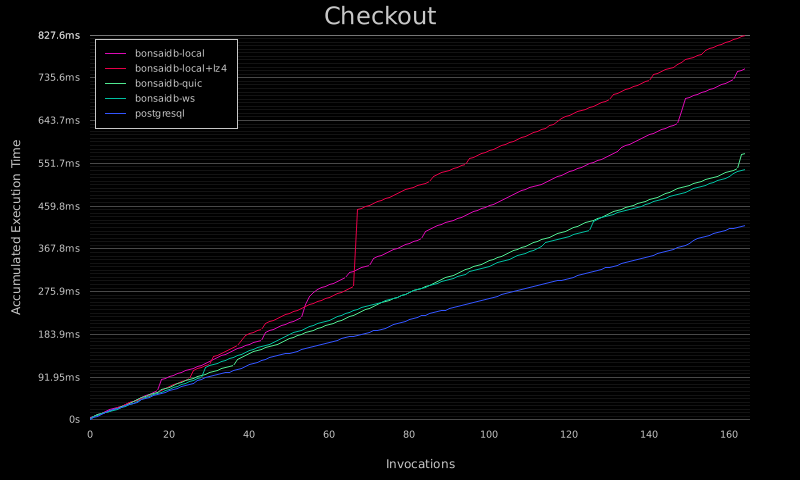 Checkout
827.6ms
735.6ms
643.7ms
551.7ms
459.8ms
367.8ms
275.9ms
183.9ms
91.95ms
0s
bonsaidb-local
bonsaidb-local+lz4
bonsaidb-quic
bonsaidb-ws
postgresql
Accumulated Execution Time
0 20 40 60 80 100 120 140 160
Invocations